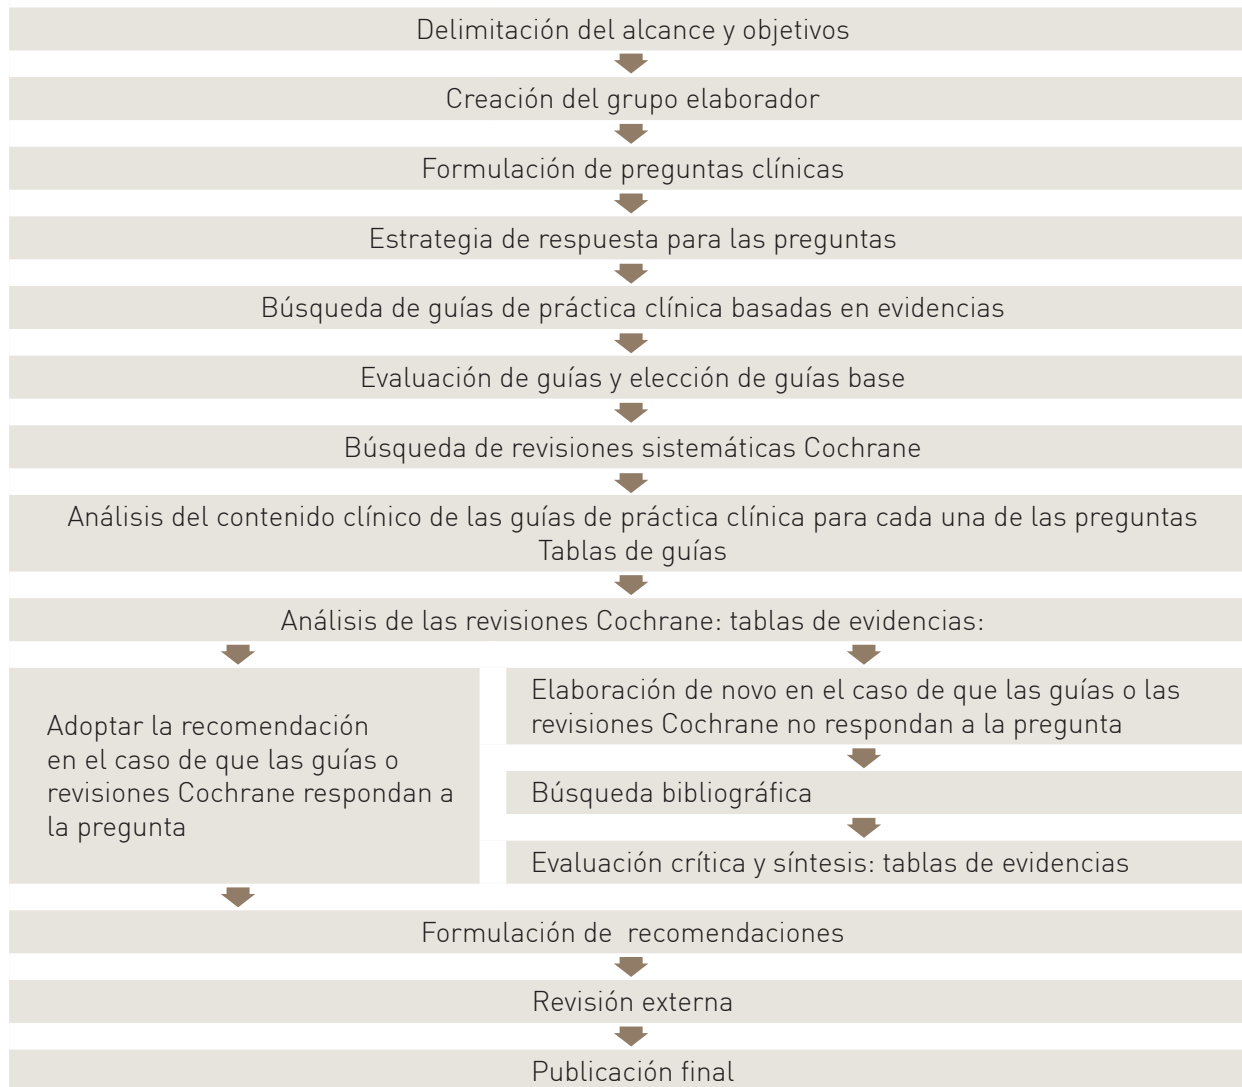 Delimitación del alcance y objetivos
Creación del grupo elaborador
Formulación de preguntas clínicas
Estrategia de respuesta para las preguntas
Búsqueda de guías de práctica clínica basadas en evidencias
Evaluación de guías y elección de guías base
Búsqueda de revisiones sistemáticas Cochrane
Análisis del contenido clínico de las guías de práctica clínica para cada una de las preguntas
Tablas de guías
Análisis de las revisiones Cochrane: tablas de evidencias:
Adoptar la recomendación
en el caso de que las guías o
revisiones Cochrane respondan a
la pregunta
Elaboración de novo en el caso de que las guías o las
revisiones Cochrane no respondan a la pregunta
Búsqueda bibliográfica
Evaluación crítica y síntesis: tablas de evidencias
Formulación de recomendaciones
Revisión externa
Publicación final